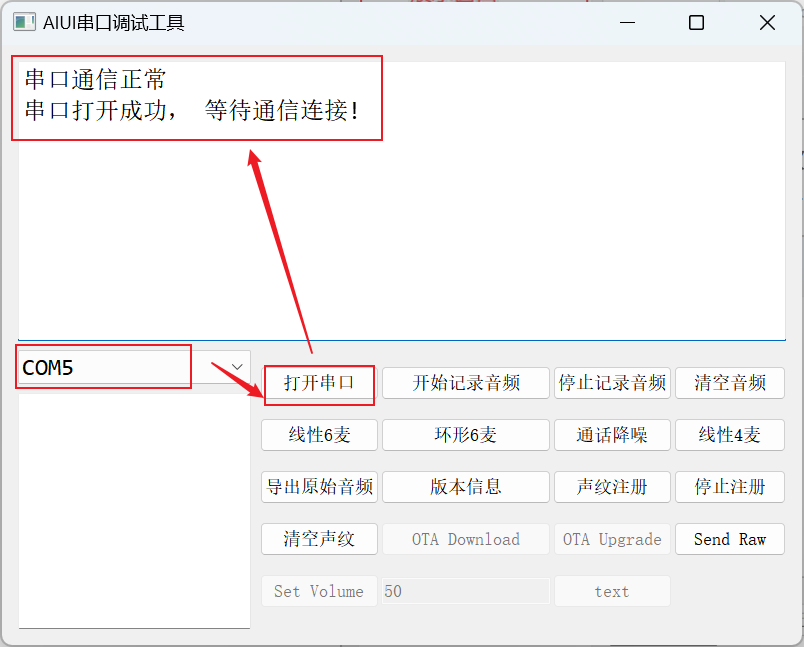 AIUI串口调试工具
串口通信正常
串口打开成功， 等待通信连接!
COM5
打开串口 开始记录音频 停止记录音频 清空音频
线性6麦 环形6麦 通话降噪 线性4麦
导出原始音频 版本信息 声纹注册 停止注册
清空声纹 OTA Download OTA Upgrade Send Raw
Set Volume 50 text